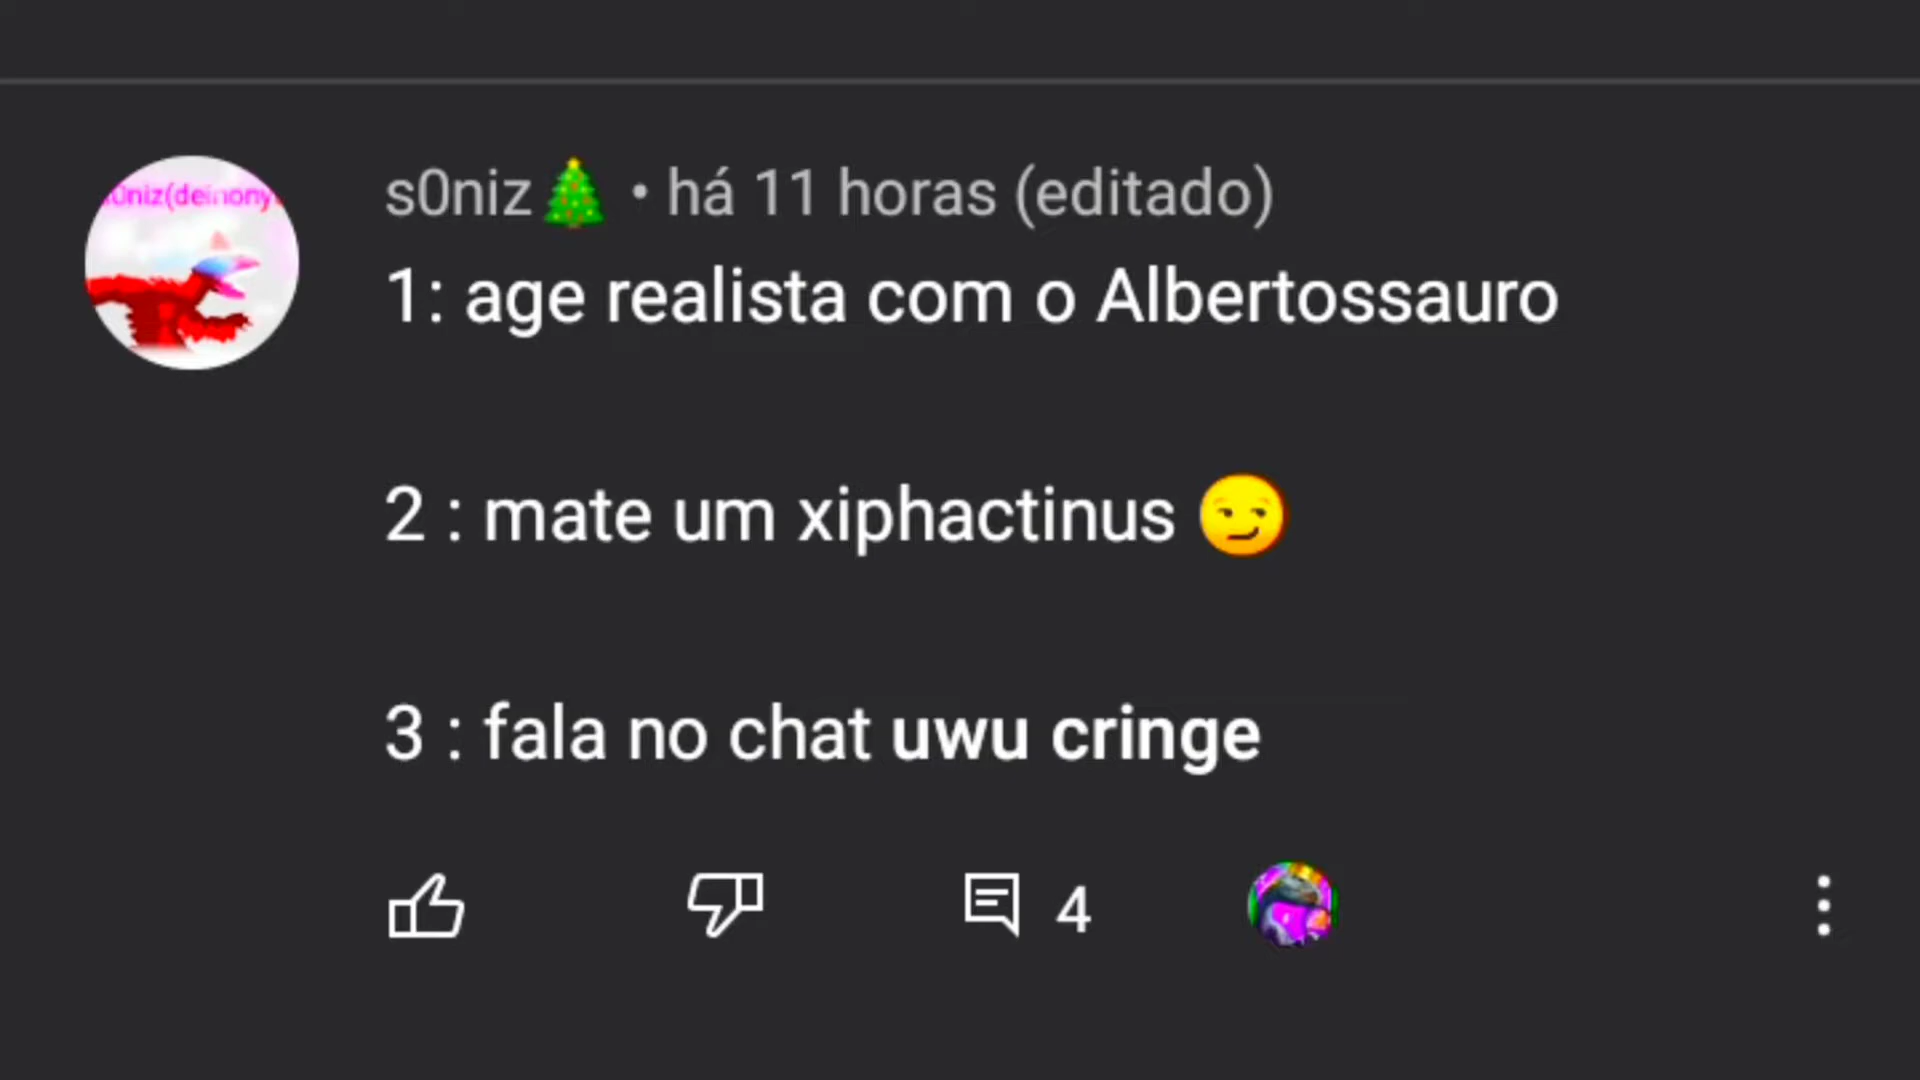 s0niz🎄 • há 11 horas (editado)
1: age realista com o Albertossauro
2 : mate um xiphactinus 😏
3 : fala no chat uwu cringe
4